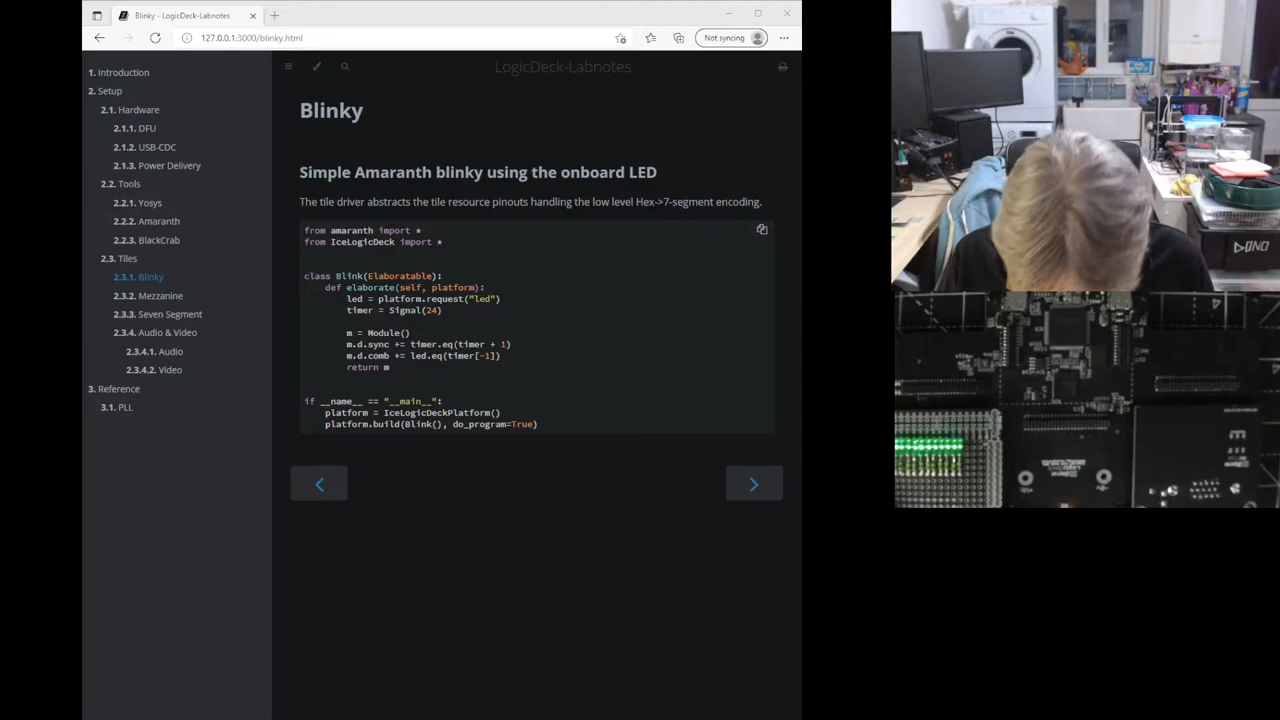 Blinky - LogicDeck-Labnotes
127.0.0.1:3000/blinky.html
Not syncing
1. Introduction
2. Setup
2.1. Hardware
2.1.1. DFU
2.1.2. USB-CDC
2.1.3. Power Delivery
2.2. Tools
2.2.1. Yosys
2.2.2. Amaranth
2.2.3. BlackCrab
2.3. Tiles
2.3.1. Blinky
2.3.2. Mezzanine
2.3.3. Seven Segment
2.3.4. Audio & Video
2.3.4.1. Audio
2.3.4.2. Video
3. Reference
3.1. PLL
LogicDeck-Labnotes
Blinky
Simple Amaranth blinky using the onboard LED
The tile driver abstracts the tile resource pinouts handling the low level Hex->7-segment encoding.
from amaranth import *
from IceLogicDeck import *
class Blink(Elaboratable):
def elaborate(self, platform):
led = platform.request("led")
timer = Signal(24)
m = Module()
m.d.sync += timer.eq(timer + 1)
m.d.comb += led.eq(timer[-1])
return m
if __name__ == "__main__":
platform = IceLogicDeckPlatform()
platform.build(Blink(), do_program=True)